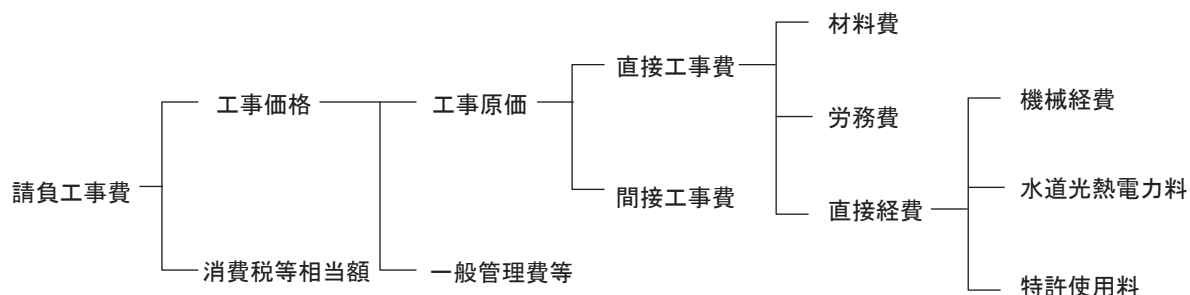 材料費
直接工事費
機械経費
工事価格
工事原価
労務費
水道光熱電力料
請負工事費
間接工事費
直接経費
消費税等相当額
一般管理費等
特許使用料